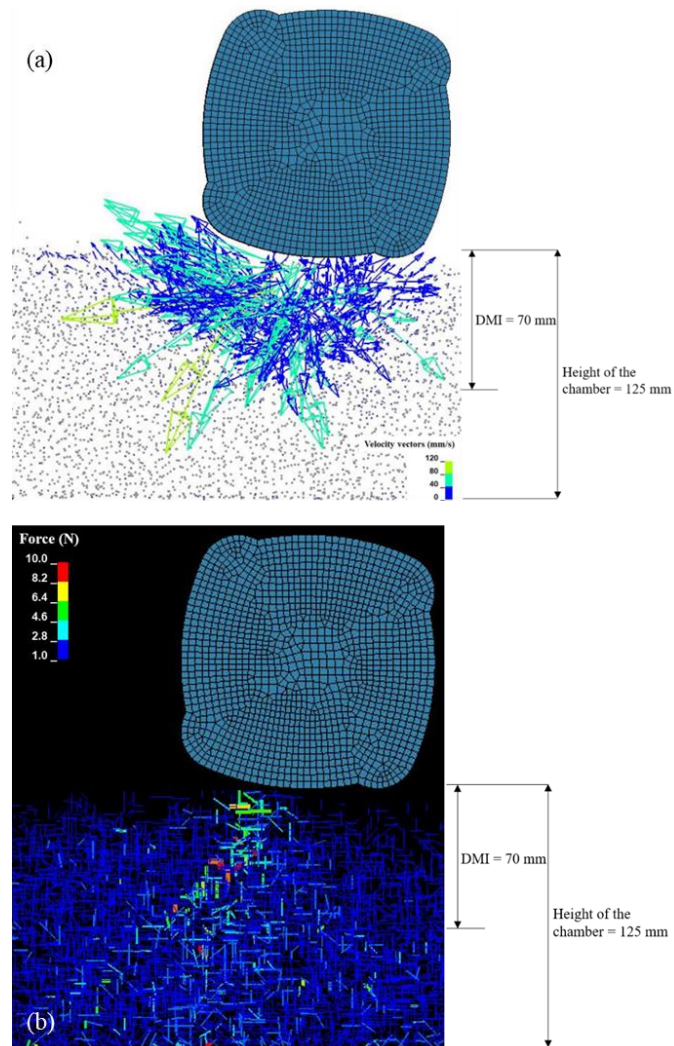 (a)
DMI = 70 mm
Height of the
chamber = 125 mm
Velocity vectors (mm/s)
120
80
40
0
Force (N)
10.0
8.2
6.4
4.6
2.8
1.0
DMI = 70 mm
Height of the
chamber = 125 mm
(b)